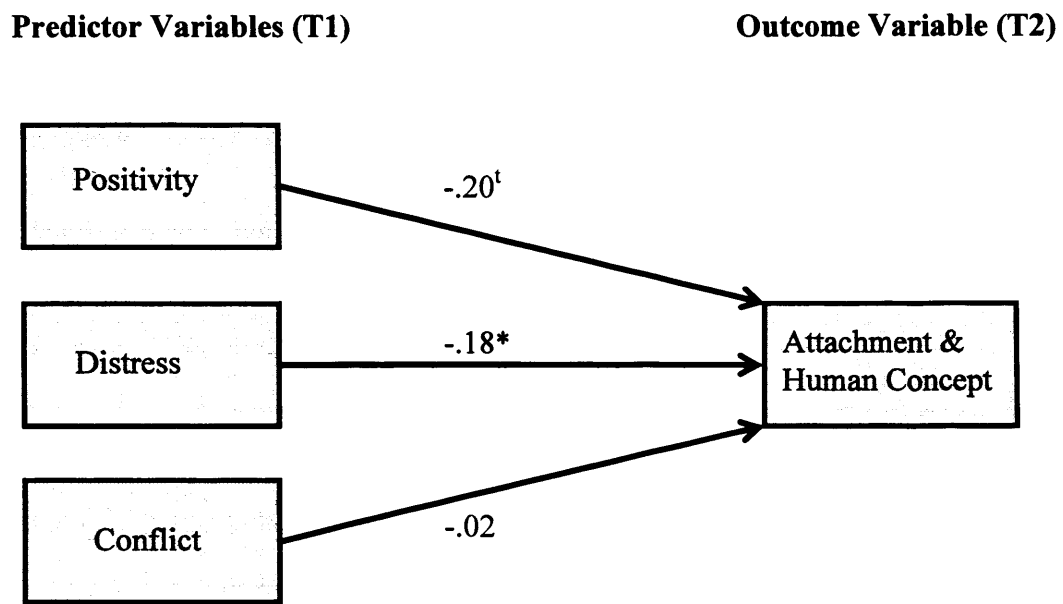 Predictor Variables (T1)
Outcome Variable (T2)
Positivity
-.20ᵗ
Distress
-.18*
Attachment &
Human Concept
Conflict
-.02